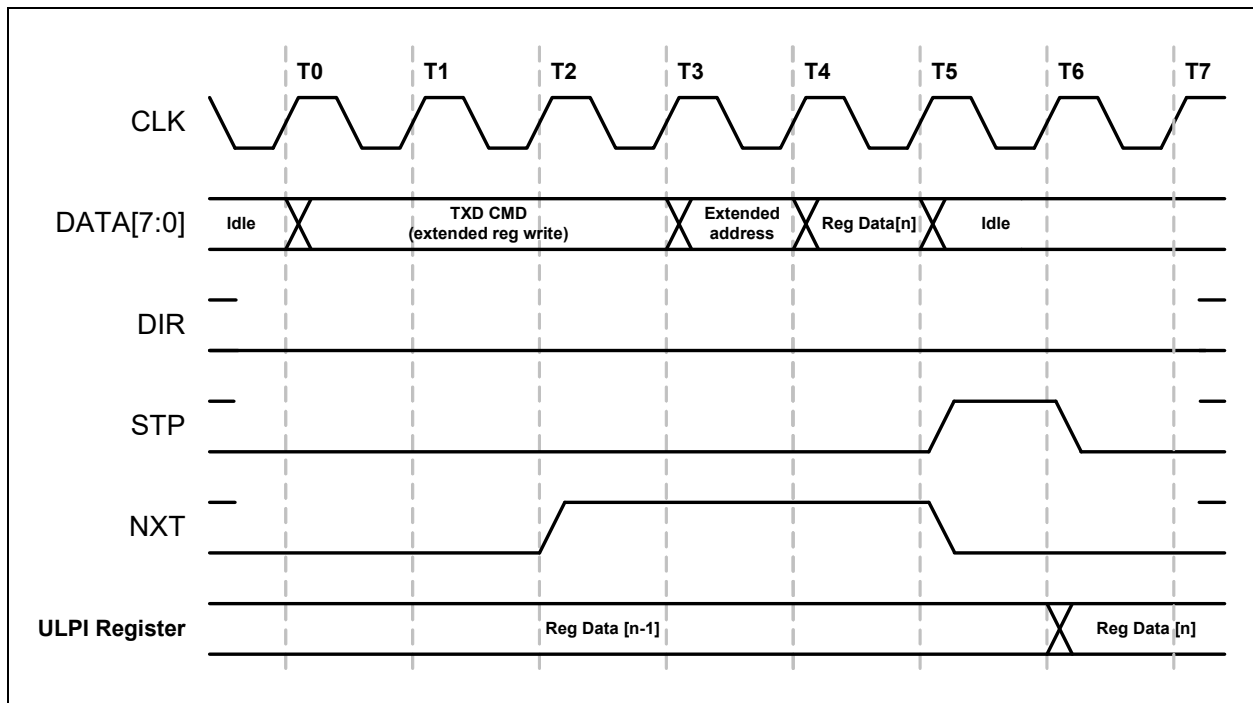 T0 T1 T2 T3 T4 T5 T6 T7
CLK
DATA[7:0]
Idle
TXD CMD
(extended reg write)
Extended
address
Reg Data[n]
Idle
DIR
STP
NXT
ULPI Register
Reg Data [n-1]
Reg Data [n]